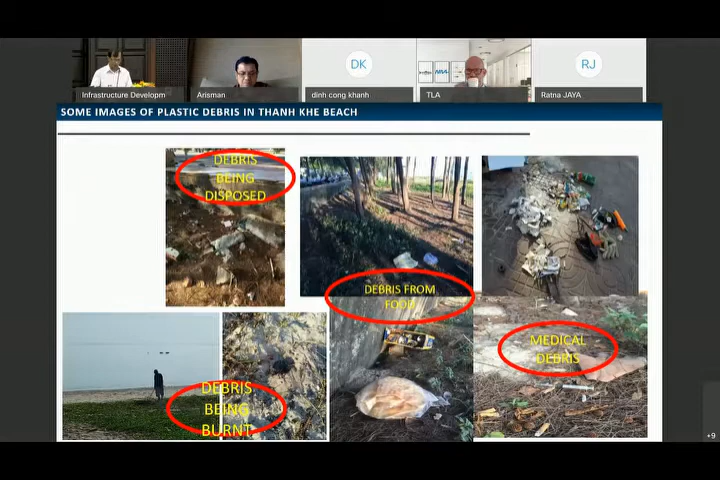 DK
RJ
Infrastructure Developm
Arisman
dinh cong khanh
TLA
Ratna JAYA
SOME IMAGES OF PLASTIC DEBRIS IN THANH KHE BEACH
DEBRIS
BEING
DISPOSED
DEBRIS FROM
FOOD
MEDICAL
DEBRIS
DEBRIS
BEING
BURNT
+9